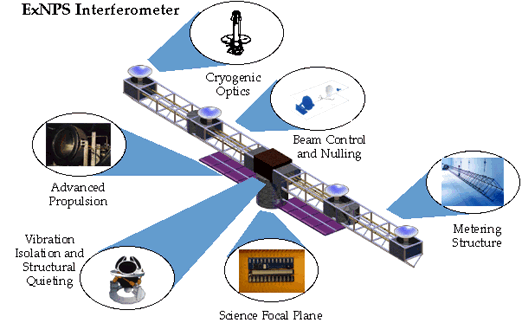 ExNPS Interferometer
Cryogenic
Optics
Beam Control
and Nulling
Advanced
Propulsion
Metering
Structure
Vibration
Isolation and
Structural
Quieting
Science Focal Plane